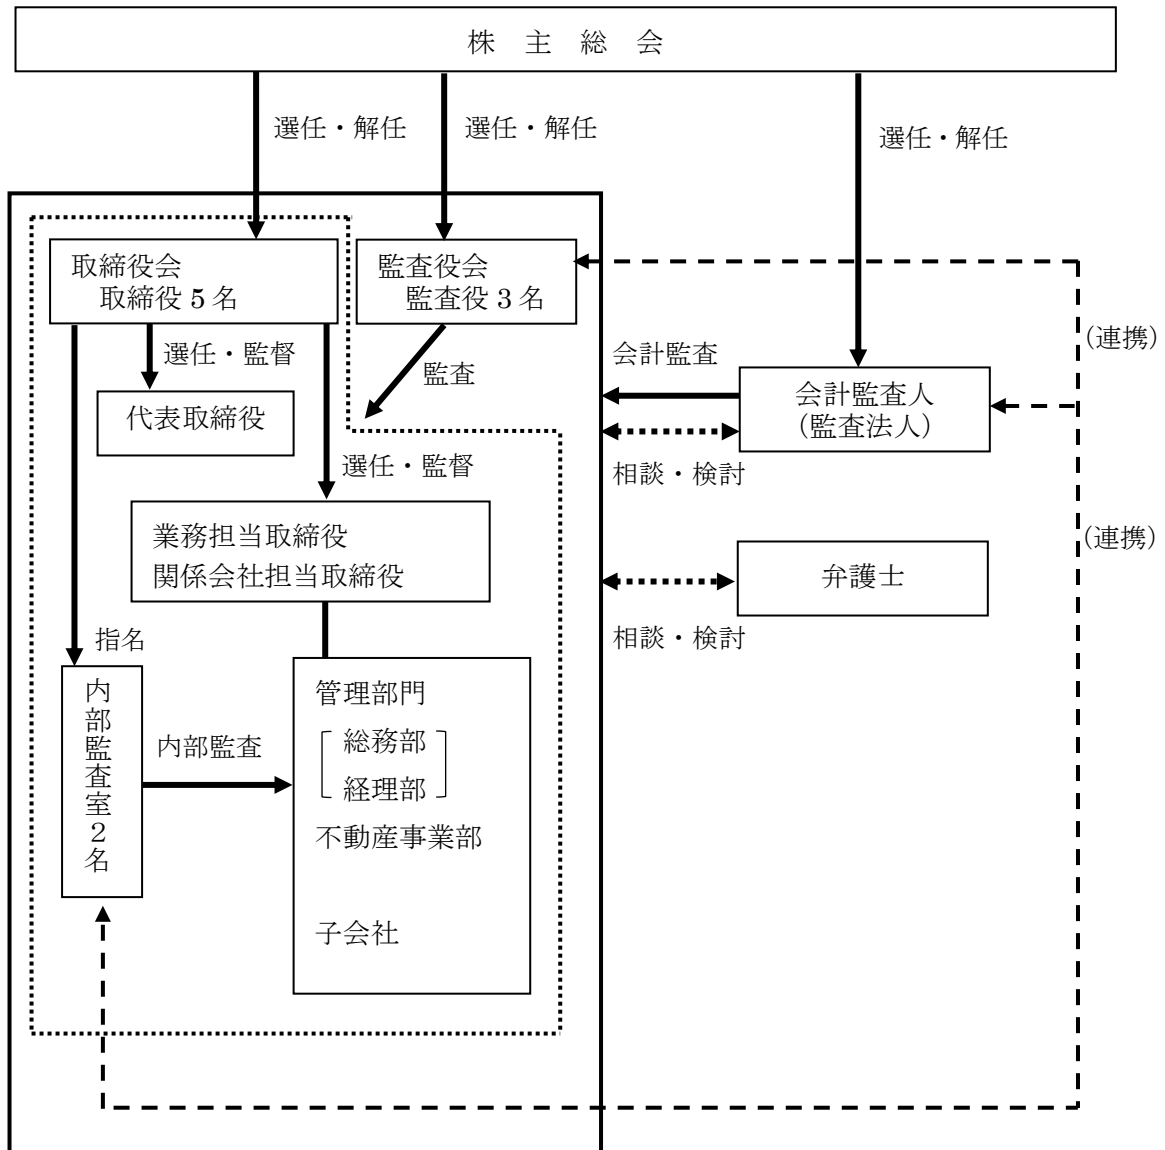 株 主 総 会
選任・解任
選任・解任
選任・解任
取締役会
取締役 5 名
監査役会
監査役 3 名
(連携)
選任・監督
監査
会計監査
代表取締役
会計監査人
(監査法人)
選任・監督
相談・検討
業務担当取締役
関係会社担当取締役
(連携)
弁護士
指名
相談・検討
内部監査室2名
内部監査
管理部門
総務部
経理部
不動産事業部
子会社